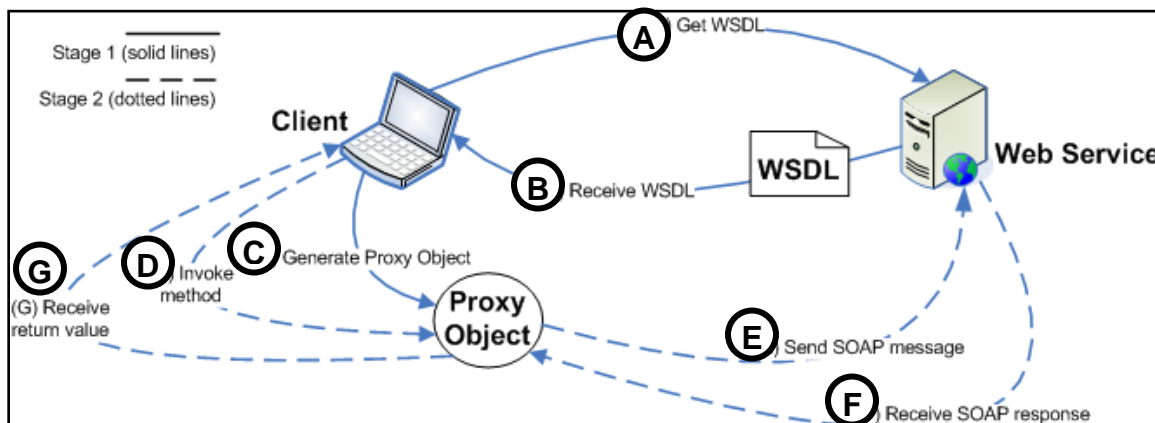 Stage 1 (solid lines)
Stage 2 (dotted lines)
A ) Get WSDL
Client
WSDL
Web Service
B ) Receive WSDL
C Generate Proxy Object
D ) Invoke
method
G
(G) Receive
return value
Proxy
Object
E ) Send SOAP message
F ) Receive SOAP response